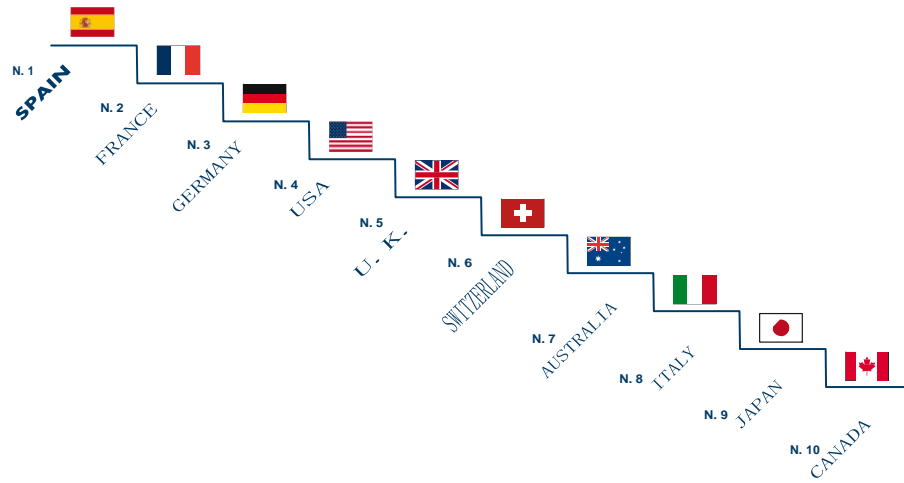 N. 1
SPAIN
N. 2
FRANCE
N. 3
GERMANY
N. 4
USA
N. 5
U. K.
N. 6
SWITZERLAND
N. 7
AUSTRALIA
N. 8
ITALY
N. 9
JAPAN
N. 10
CANADA